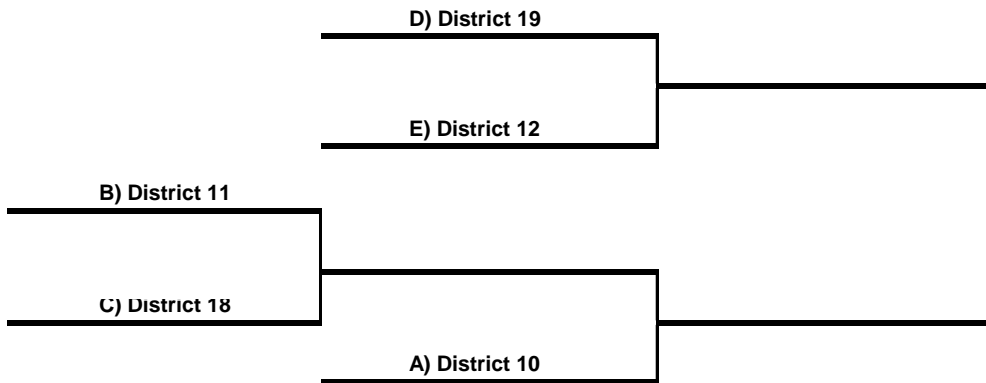 D) District 19
E) District 12
B) District 11
C) District 18
A) District 10